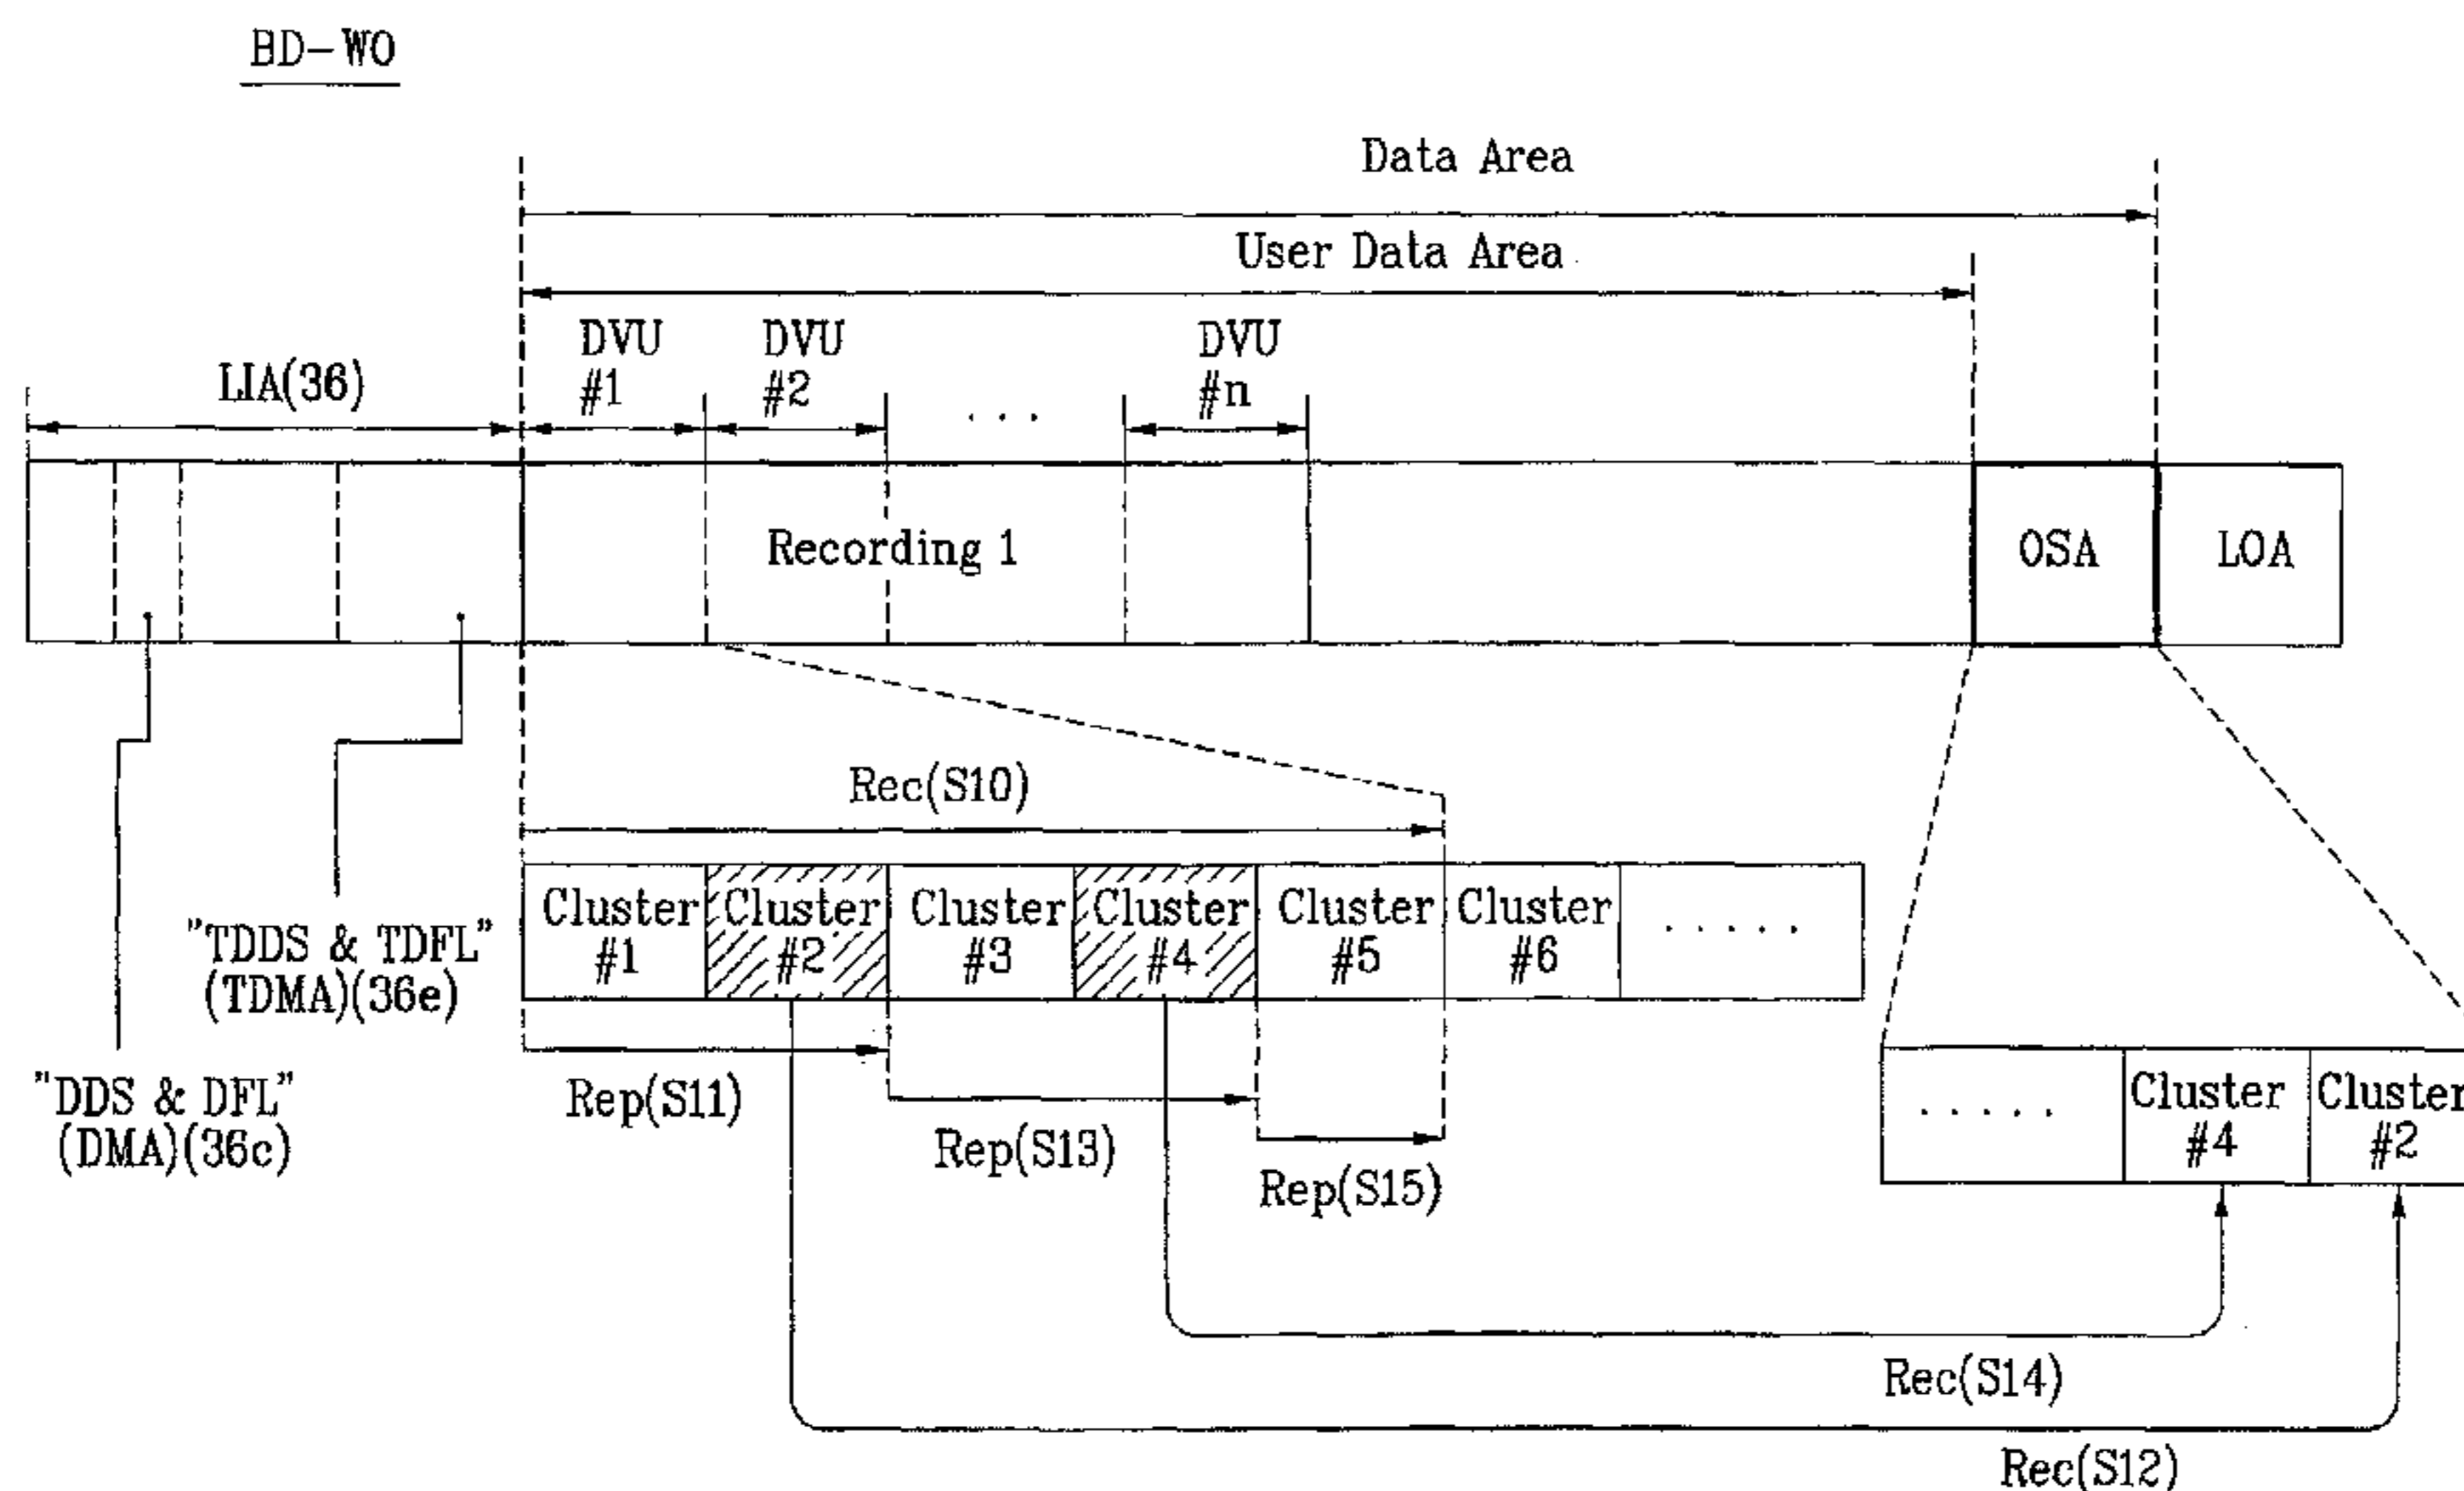 BD-WO
Data Area
User Data Area
DVU
#1
DVU
#2
. . .
DVU
#n
LIA(36)
Recording 1
OSA
LOA
Rec(S10)
Cluster
#1
Cluster
#2
Cluster
#3
Cluster
#4
Cluster
#5
Cluster
#6
. . . . .
"TDDS & TDFL"
(TDMA)(36e)
"DDS & DFL"
(DMA)(36c)
Rep(S11)
Rep(S13)
Rep(S15)
. . . . .
Cluster
#4
Cluster
#2
Rec(S14)
Rec(S12)